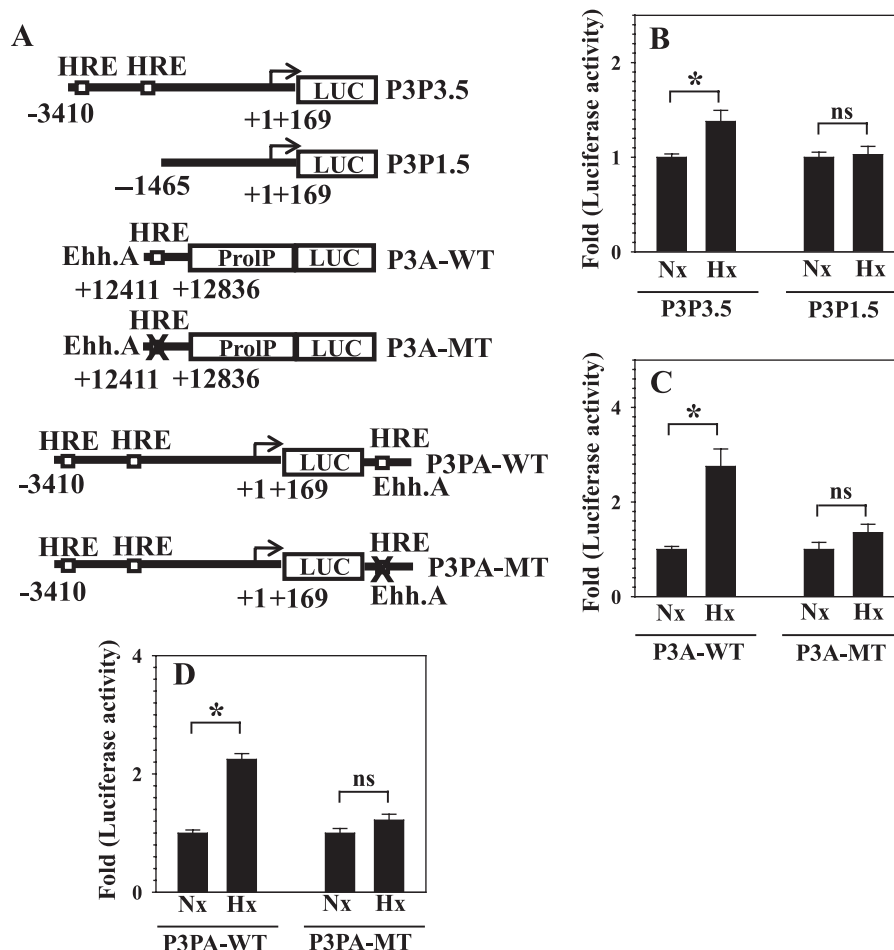 A
HRE HRE
LUC P3P3.5
-3410 +1+169
LUC P3P1.5
–1465 +1+169
HRE
Ehh.A ProlP LUC P3A-WT
+12411 +12836
HRE
Ehh.A ProlP LUC P3A-MT
+12411 +12836
HRE HRE HRE
LUC P3PA-WT
-3410 +1+169 Ehh.A
HRE HRE HRE
LUC P3PA-MT
-3410 +1+169 Ehh.A
B
Fold (Luciferase activity)
2
1
0
* ns
Nx Hx Nx Hx
P3P3.5 P3P1.5
C
Fold (Luciferase activity)
4
2
0
* ns
Nx Hx Nx Hx
P3A-WT P3A-MT
D
Fold (Luciferase activity)
4
2
0
* ns
Nx Hx Nx Hx
P3PA-WT P3PA-MT